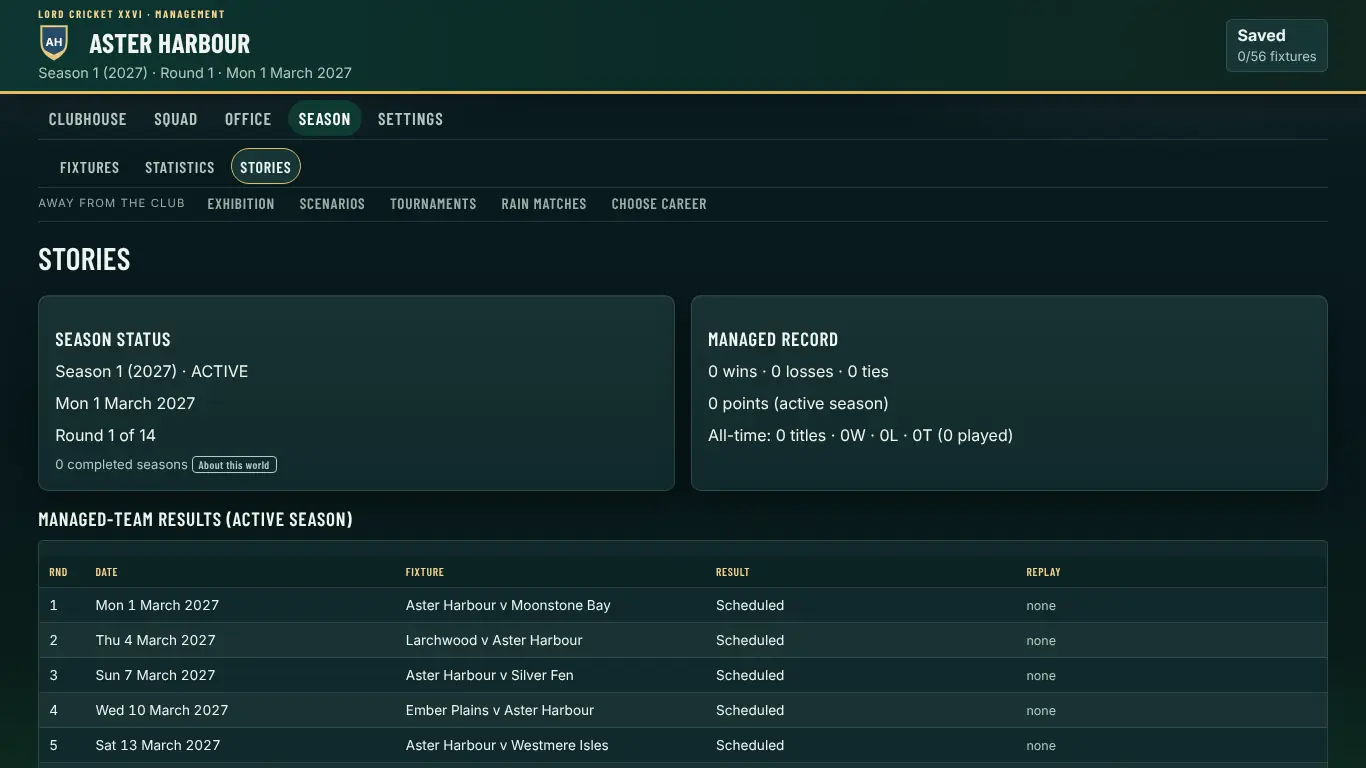 LORD CRICKET XXVI · MANAGEMENT
AH
ASTER HARBOUR
Season 1 (2027) · Round 1 · Mon 1 March 2027
Saved
0/56 fixtures
CLUBHOUSE SQUAD OFFICE SEASON SETTINGS
FIXTURES STATISTICS STORIES
AWAY FROM THE CLUB EXHIBITION SCENARIOS TOURNAMENTS RAIN MATCHES CHOOSE CAREER
STORIES
SEASON STATUS
Season 1 (2027) · ACTIVE
Mon 1 March 2027
Round 1 of 14
0 completed seasons About this world
MANAGED RECORD
0 wins · 0 losses · 0 ties
0 points (active season)
All-time: 0 titles · 0W · 0L · 0T (0 played)
MANAGED-TEAM RESULTS (ACTIVE SEASON)
RND DATE FIXTURE RESULT REPLAY
1 Mon 1 March 2027 Aster Harbour v Moonstone Bay Scheduled none
2 Thu 4 March 2027 Larchwood v Aster Harbour Scheduled none
3 Sun 7 March 2027 Aster Harbour v Silver Fen Scheduled none
4 Wed 10 March 2027 Ember Plains v Aster Harbour Scheduled none
5 Sat 13 March 2027 Aster Harbour v Westmere Isles Scheduled none